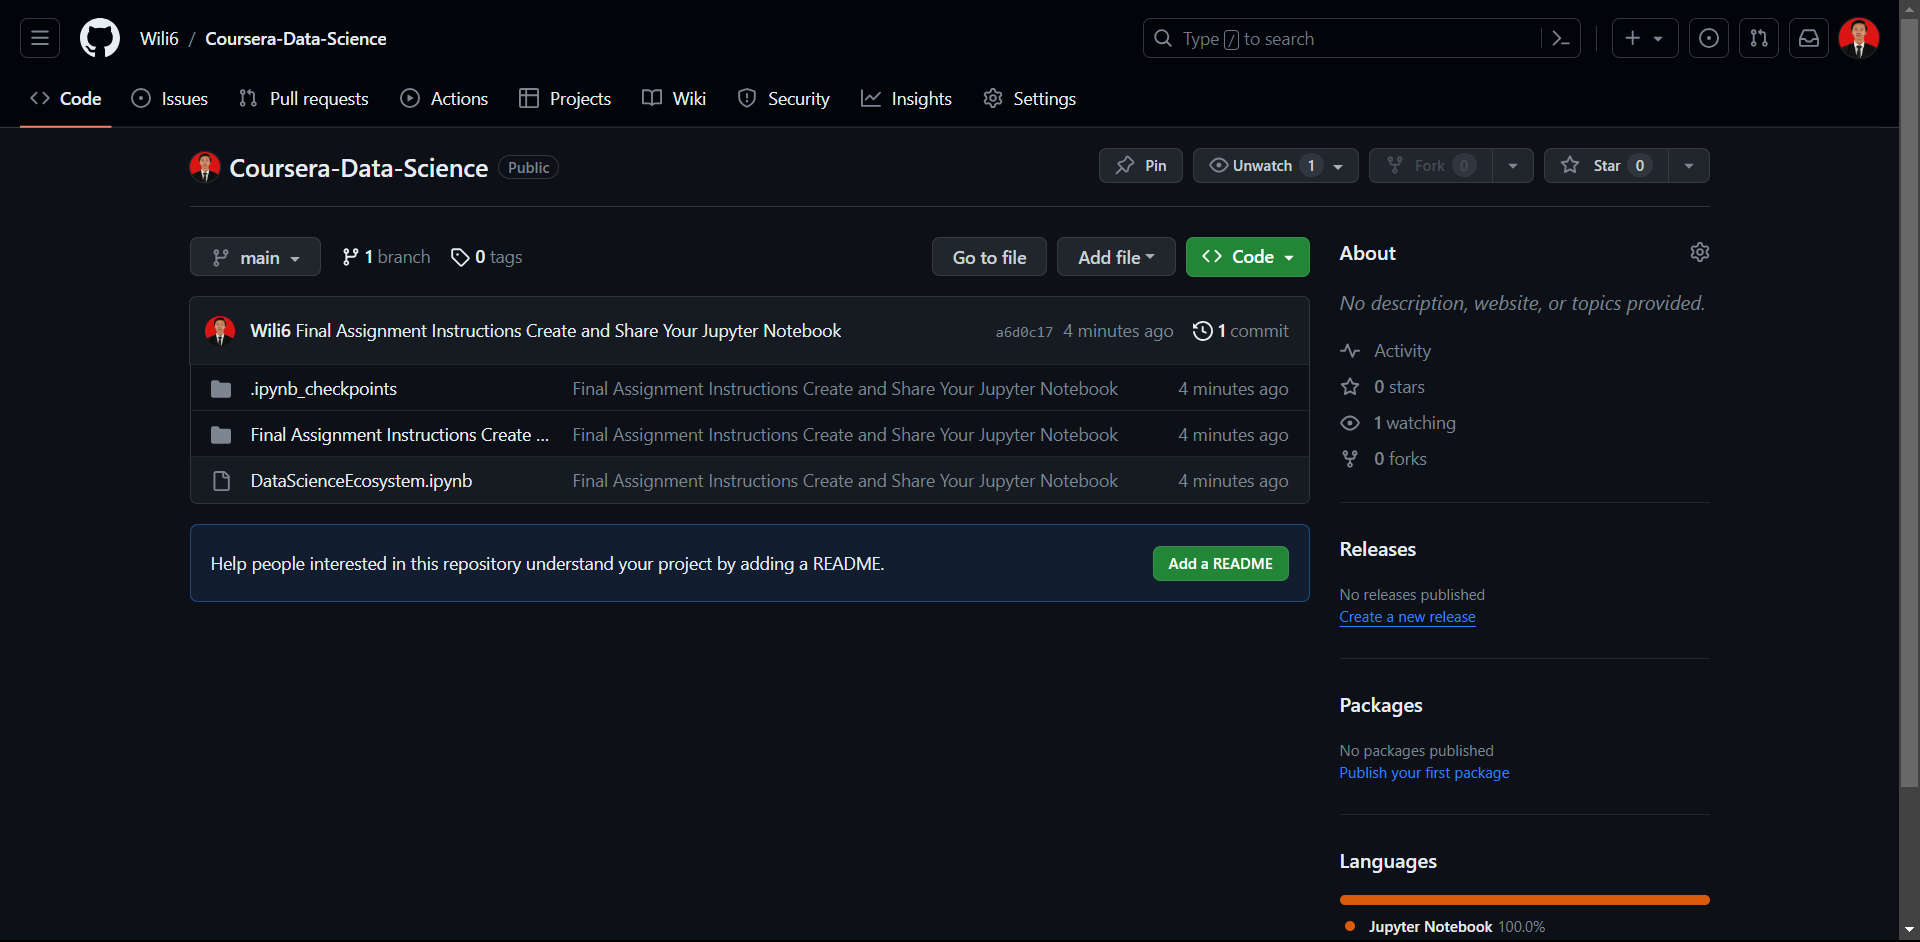 Wili6 / Coursera-Data-Science
Type / to search
Code Issues Pull requests Actions Projects Wiki Security Insights Settings
Coursera-Data-Science Public
Pin Unwatch 1 Fork 0 Star 0
main 1 branch 0 tags Go to file Add file Code
Wili6 Final Assignment Instructions Create and Share Your Jupyter Notebook a6d0c17 4 minutes ago 1 commit
.ipynb_checkpoints Final Assignment Instructions Create and Share Your Jupyter Notebook 4 minutes ago
Final Assignment Instructions Create ... Final Assignment Instructions Create and Share Your Jupyter Notebook 4 minutes ago
DataScienceEcosystem.ipynb Final Assignment Instructions Create and Share Your Jupyter Notebook 4 minutes ago
Help people interested in this repository understand your project by adding a README. Add a README
About
No description, website, or topics provided.
Activity
0 stars
1 watching
0 forks
Releases
No releases published
Create a new release
Packages
No packages published
Publish your first package
Languages
Jupyter Notebook 100.0%